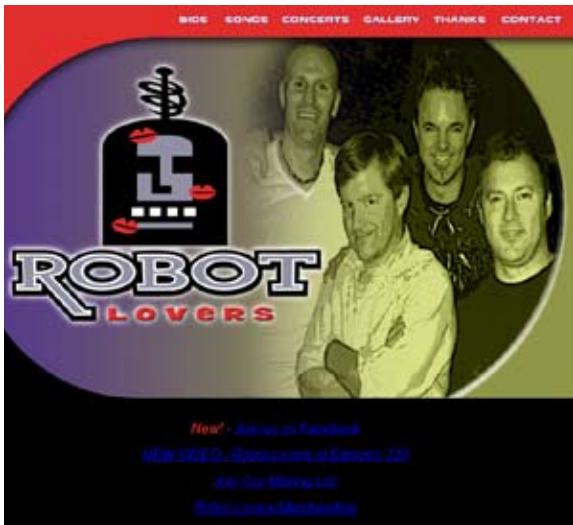 BIOS SONGS CONCERTS GALLERY THANKS CONTACT
ROBOT
LOVERS
New! - Join us on Facebook
NEW VIDEO - Robot Lovers at
Join Our Mailing List
Robot Lovers Merchandise